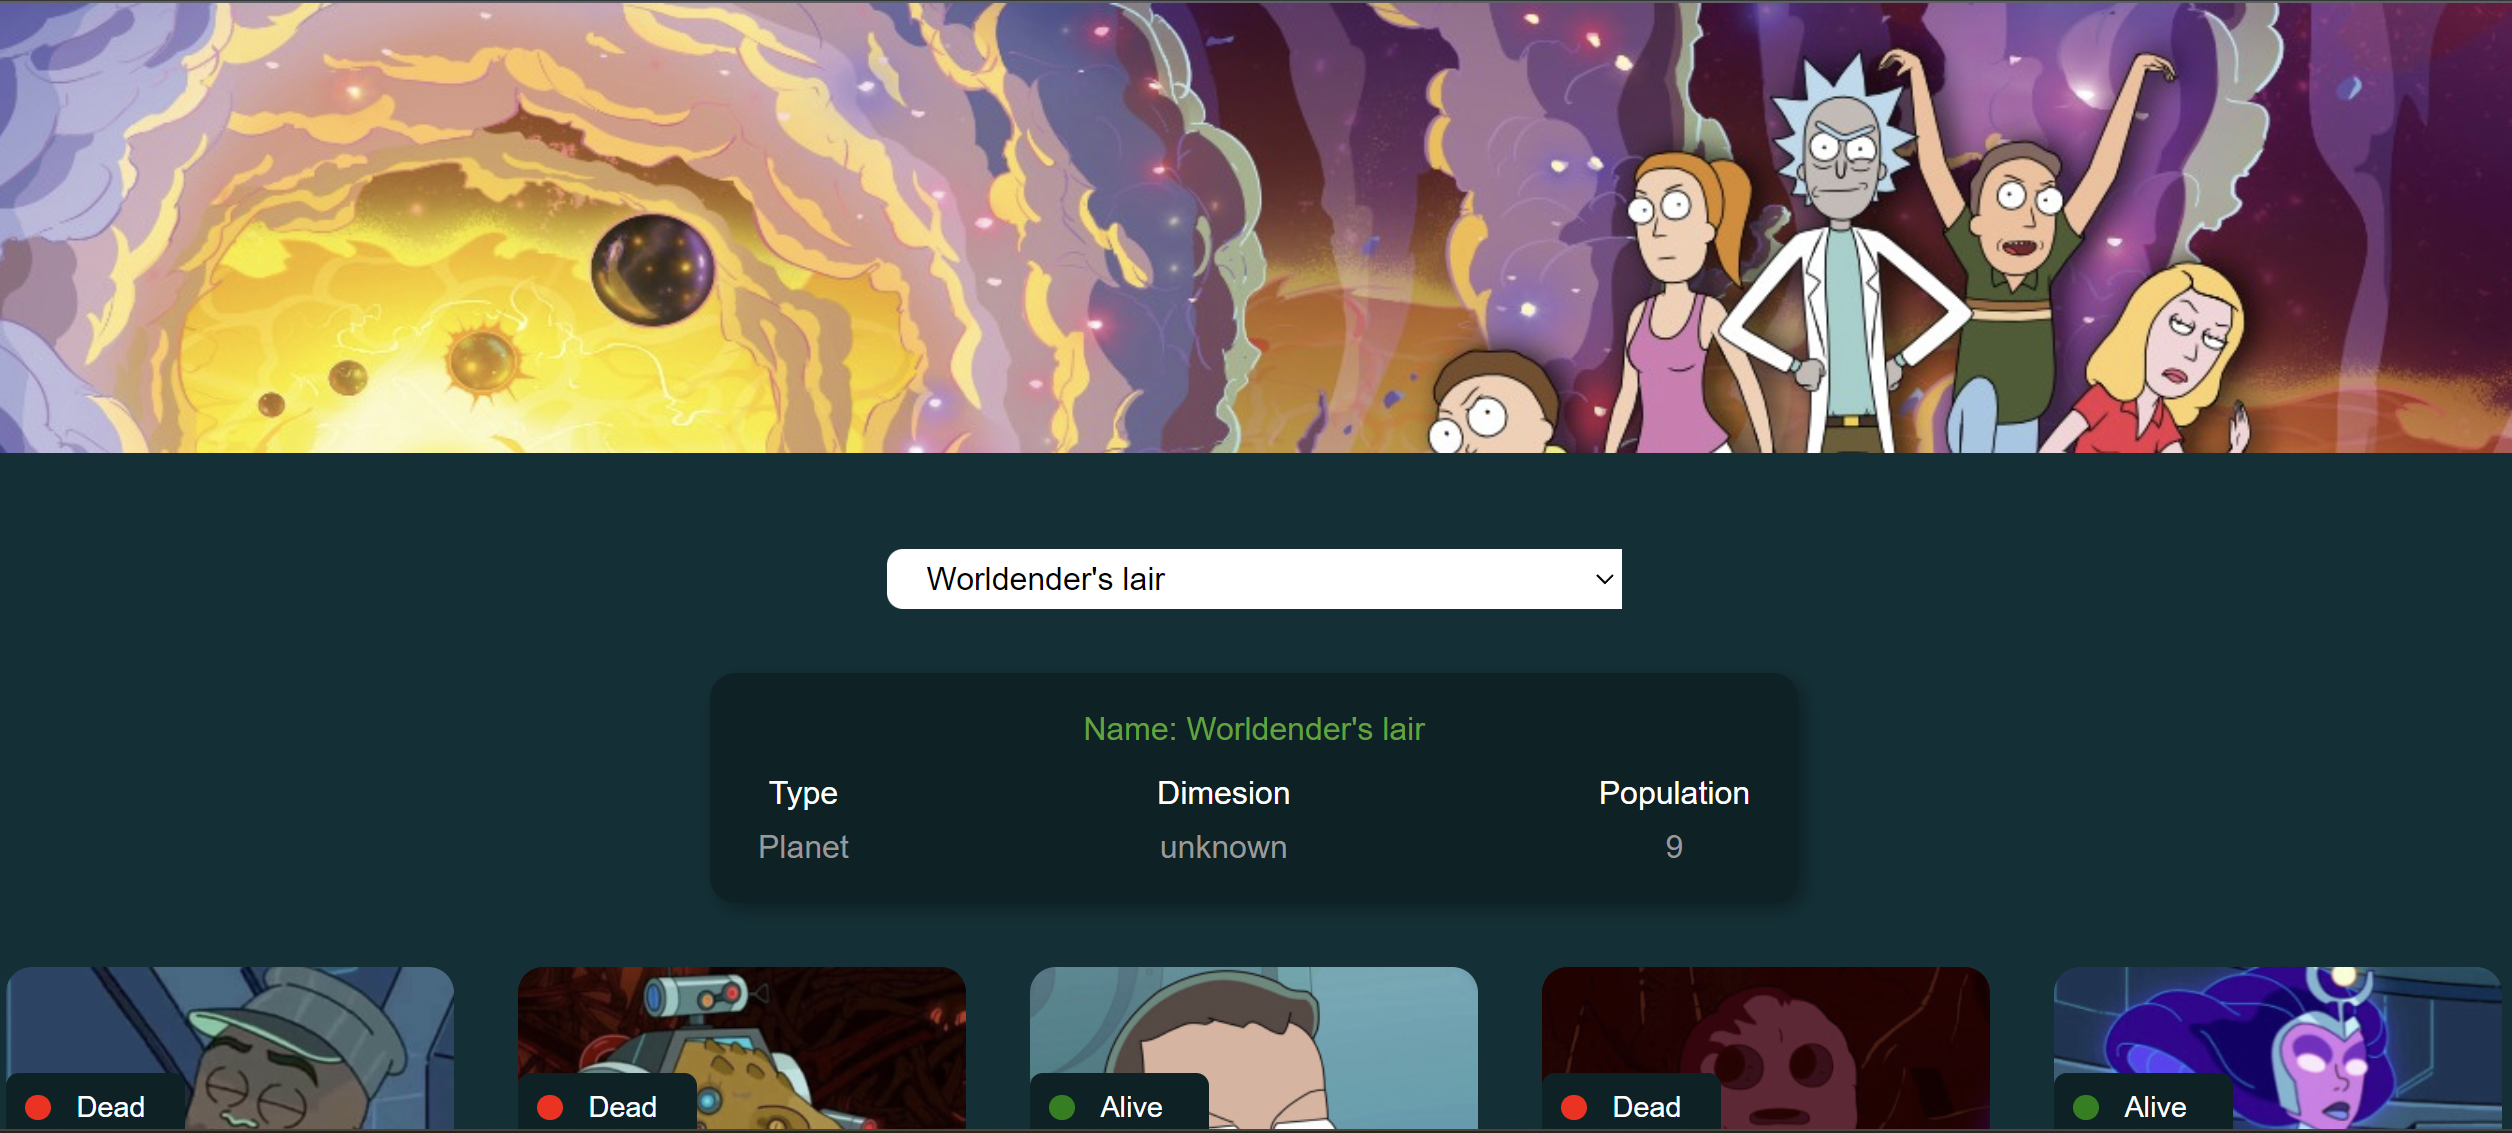 Worldender's lair
Name: Worldender's lair
Type Dimesion Population
Planet unknown 9
Dead Dead Alive Dead Alive